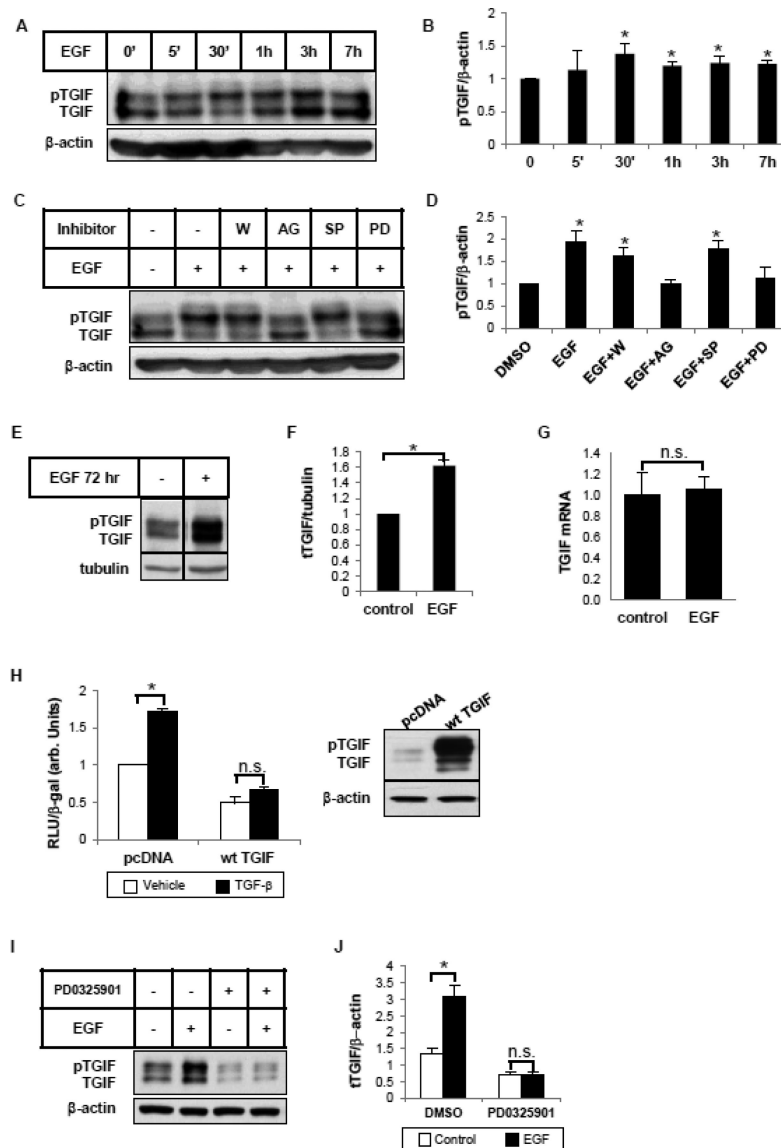 A
EGF 0' 5' 30' 1h 3h 7h
pTGIF
TGIF
β-actin
B
pTGIF/β-actin
2
1.5
1
0.5
0
* * * *
0 5' 30' 1h 3h 7h
C
Inhibitor - - W AG SP PD
EGF - + + + + +
pTGIF
TGIF
β-actin
D
pTGIF/β-actin
2.5
2
1.5
1
0.5
0
* * *
DMSO EGF EGF+W EGF+AG EGF+SP EGF+PD
E
EGF 72 hr - +
pTGIF
TGIF
tubulin
F
tTGIF/tubulin
1.8
1.6
1.4
1.2
1
0.8
0.6
0.4
0.2
0
*
control EGF
G
TGIF mRNA
1.4
1.2
1.0
0.8
0.6
0.4
0.2
0.0
n.s.
control EGF
H
RLU/β-gal (arb. Units)
2
1.5
1
0.5
0
*
n.s.
pcDNA wt TGIF
Vehicle TGF-β
pcDNA wt TGIF
pTGIF
TGIF
β-actin
I
PD0325901 - - + +
EGF - + - +
pTGIF
TGIF
β-actin
J
tTGIF/β-actin
4
3.5
3
2.5
2
1.5
1
0.5
0
*
n.s.
DMSO PD0325901
Control EGF